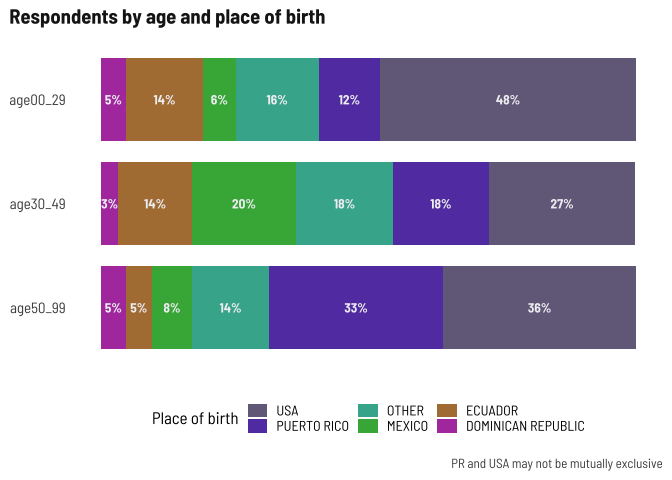 Respondents by age and place of birth
age00_29 5% 14% 6% 16% 12% 48%
age30_49 3% 14% 20% 18% 18% 27%
age50_99 5% 5% 8% 14% 33% 36%
Place of birth USA OTHER ECUADOR
PUERTO RICO MEXICO DOMINICAN REPUBLIC
PR and USA may not be mutually exclusive